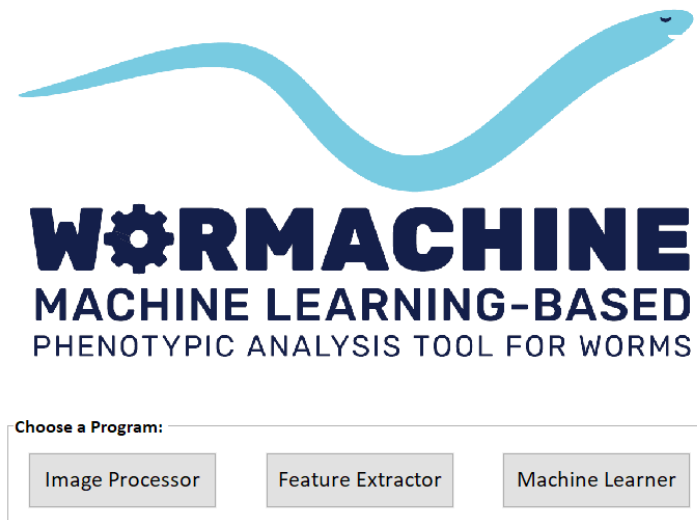 WORMACHINE
MACHINE LEARNING-BASED
PHENOTYPIC ANALYSIS TOOL FOR WORMS
Choose a Program:
Image Processor Feature Extractor Machine Learner